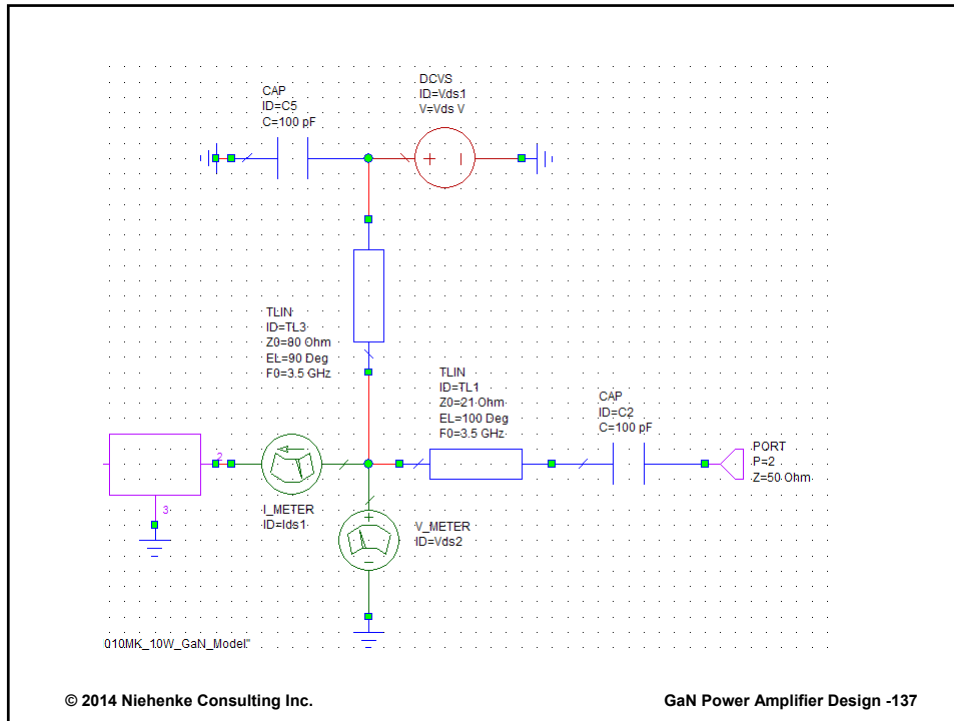 DCVS
ID=Vds1
V=Vds V
CAP
ID=C5
C=100 pF
TLIN
ID=TL3
Z0=80 Ohm
EL=90 Deg
F0=3.5 GHz
TLIN
ID=TL1
Z0=21 Ohm
EL=100 Deg
F0=3.5 GHz
CAP
ID=C2
C=100 pF
PORT
P=2
Z=50 Ohm
2
3
I_METER
ID=Ids1
V_METER
ID=Vds2
010MK_10W_GaN_Model"
© 2014 Niehenke Consulting Inc.
GaN Power Amplifier Design -137